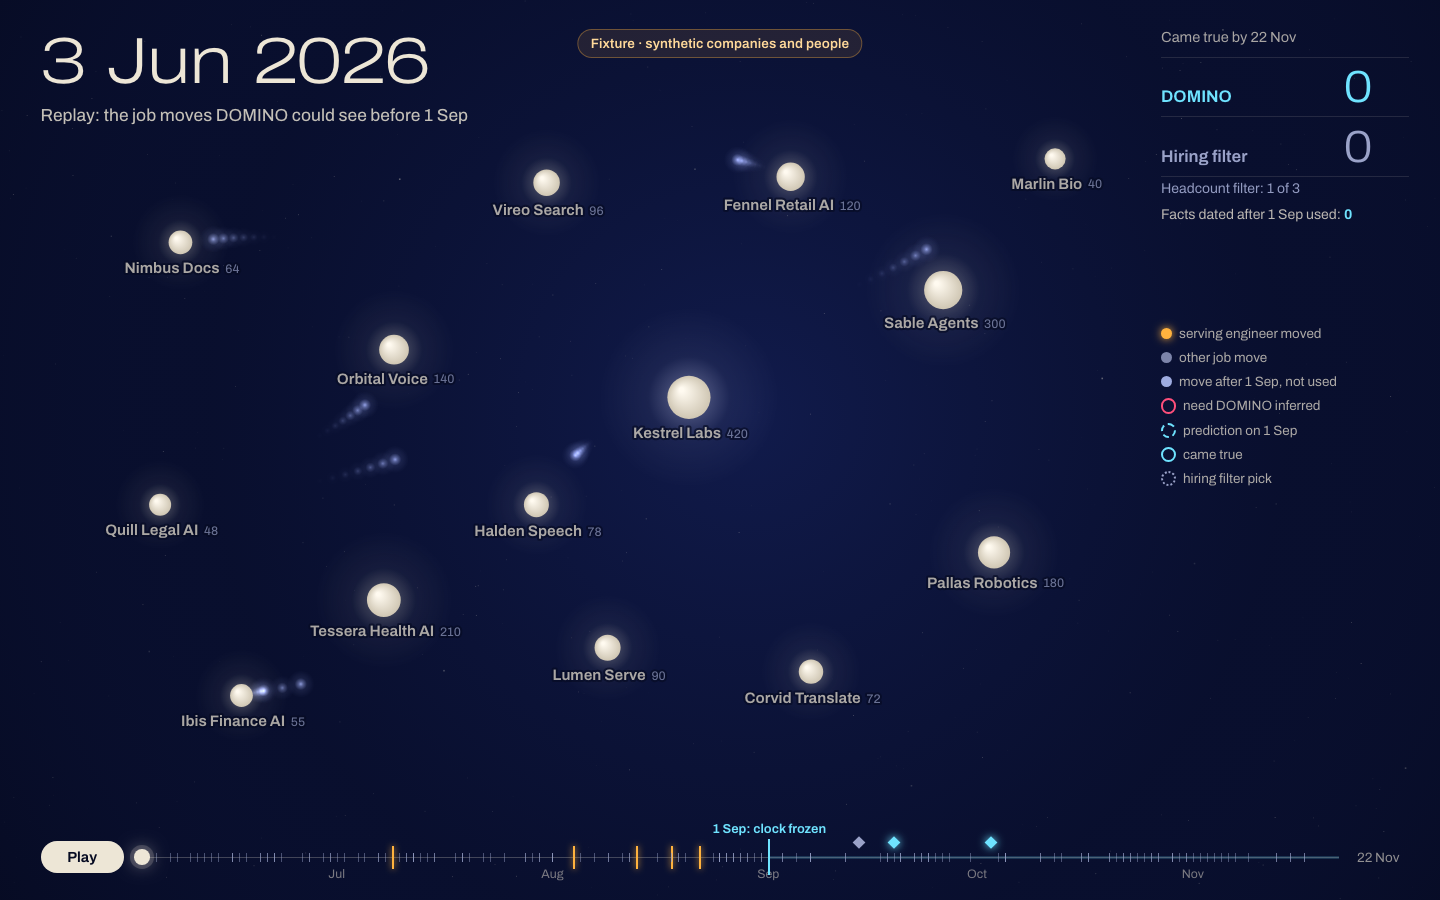 3 Jun 2026
Replay: the job moves DOMINO could see before 1 Sep
Fixture · synthetic companies and people
Came true by 22 Nov
DOMINO 0
Hiring filter 0
Headcount filter: 1 of 3
Facts dated after 1 Sep used: 0
serving engineer moved
other job move
move after 1 Sep, not used
need DOMINO inferred
prediction on 1 Sep
came true
hiring filter pick
Vireo Search 96
Fennel Retail AI 120
Marlin Bio 40
Nimbus Docs 64
Sable Agents 300
Orbital Voice 140
Kestrel Labs 420
Quill Legal AI 48
Halden Speech 78
Pallas Robotics 180
Tessera Health AI 210
Lumen Serve 90
Corvid Translate 72
Ibis Finance AI 55
1 Sep: clock frozen
Play
22 Nov
Jul Aug Sep Oct Nov